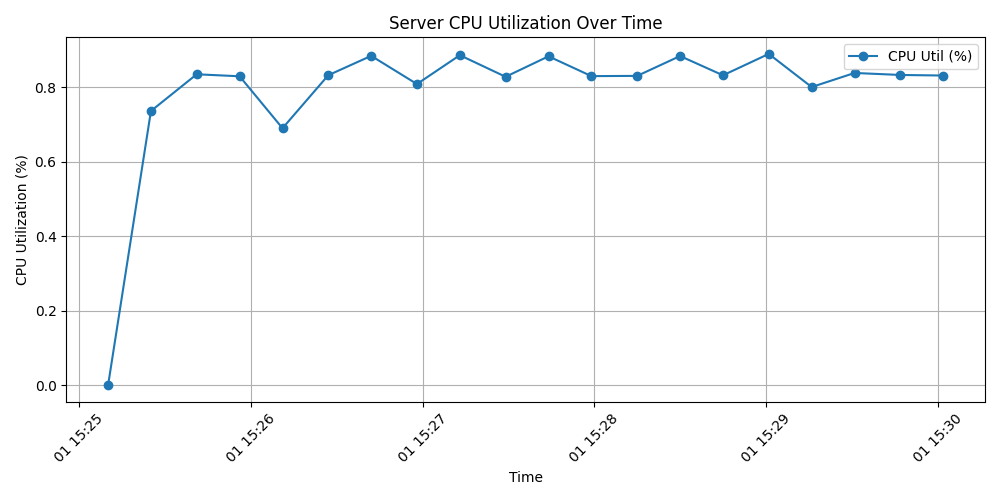 Server CPU Utilization Over Time
CPU Util (%)
CPU Utilization (%)
0.8
0.6
0.4
0.2
0.0
01 15:25
01 15:26
01 15:27
01 15:28
01 15:29
01 15:30
Time